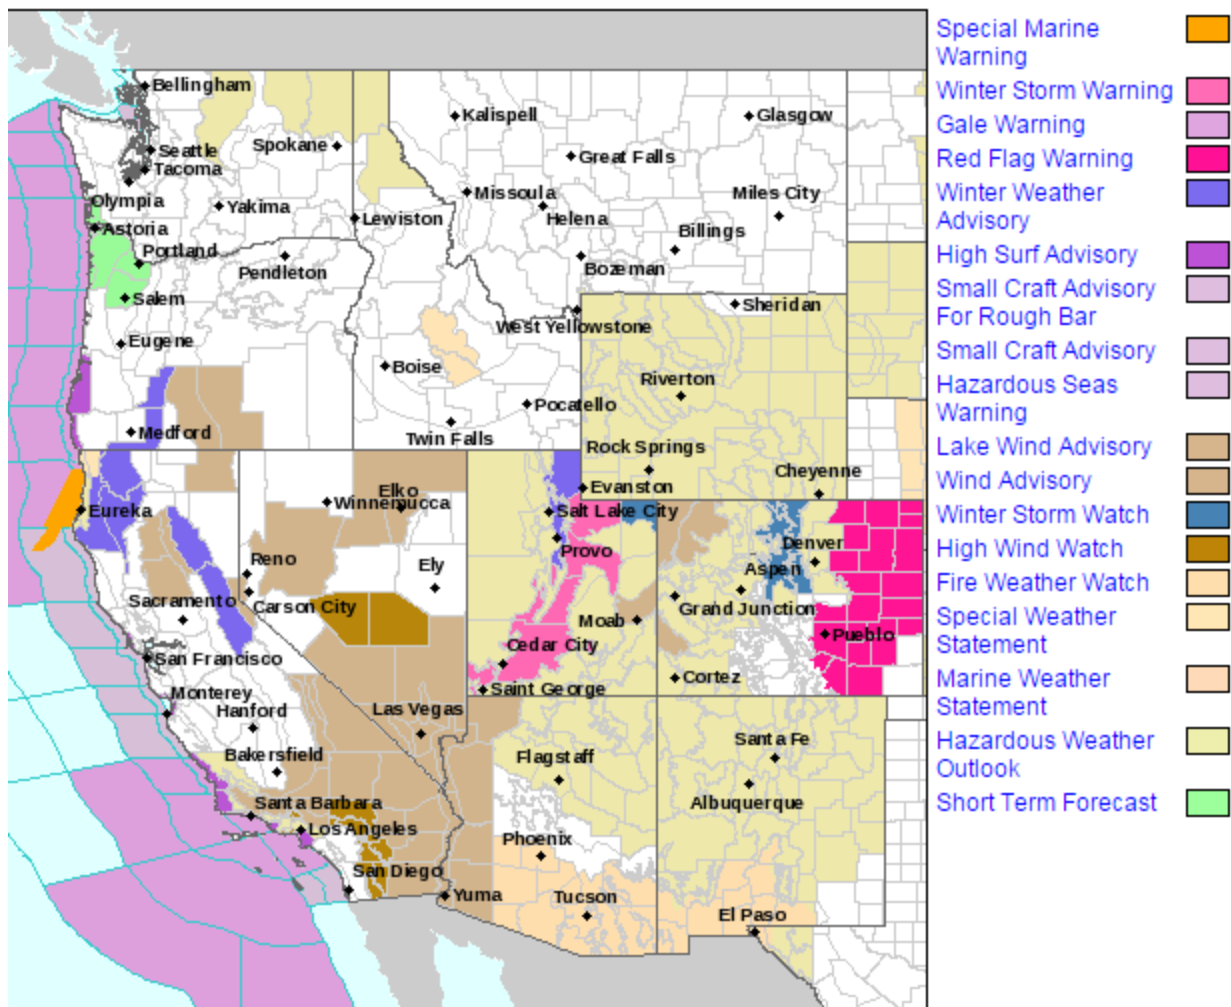 Bellingham
Seattle
Tacoma
Olympia
Spokane
Yakima
Astoria
Portland
Pendleton
Salem
Eugene
Medford
Lewiston
Kalispell
Glasgow
Great Falls
Missoula
Helena
Miles City
Billings
Bozeman
West Yellowstone
Sheridan
Boise
Pocatello
Twin Falls
Riverton
Rock Springs
Cheyenne
Evanston
Eureka
Elko
Winnemucca
Reno
Ely
Carson City
Sacramento
San Francisco
Monterey
Hanford
Bakersfield
Las Vegas
Santa Barbara
Los Angeles
San Diego
Salt Lake City
Provo
Moab
Cedar City
Saint George
Denver
Aspen
Grand Junction
Pueblo
Cortez
Flagstaff
Phoenix
Yuma
Tucson
Santa Fe
Albuquerque
El Paso
Special Marine
Warning
Winter Storm Warning
Gale Warning
Red Flag Warning
Winter Weather
Advisory
High Surf Advisory
Small Craft Advisory
For Rough Bar
Small Craft Advisory
Hazardous Seas
Warning
Lake Wind Advisory
Wind Advisory
Winter Storm Watch
High Wind Watch
Fire Weather Watch
Special Weather
Statement
Marine Weather
Statement
Hazardous Weather
Outlook
Short Term Forecast